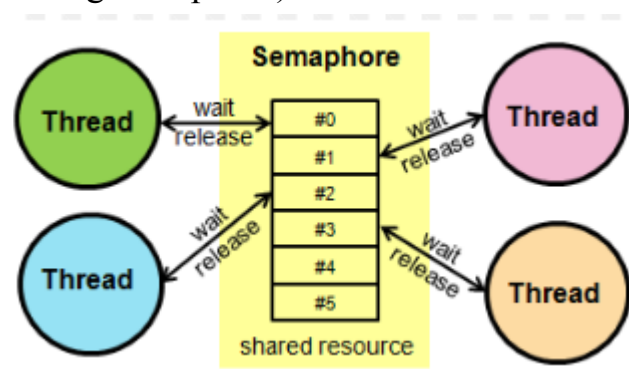 Semaphore
Thread
wait
release
#0
#1
#2
#3
#4
#5
wait
release
Thread
Thread
wait
release
wait
release
Thread
shared resource